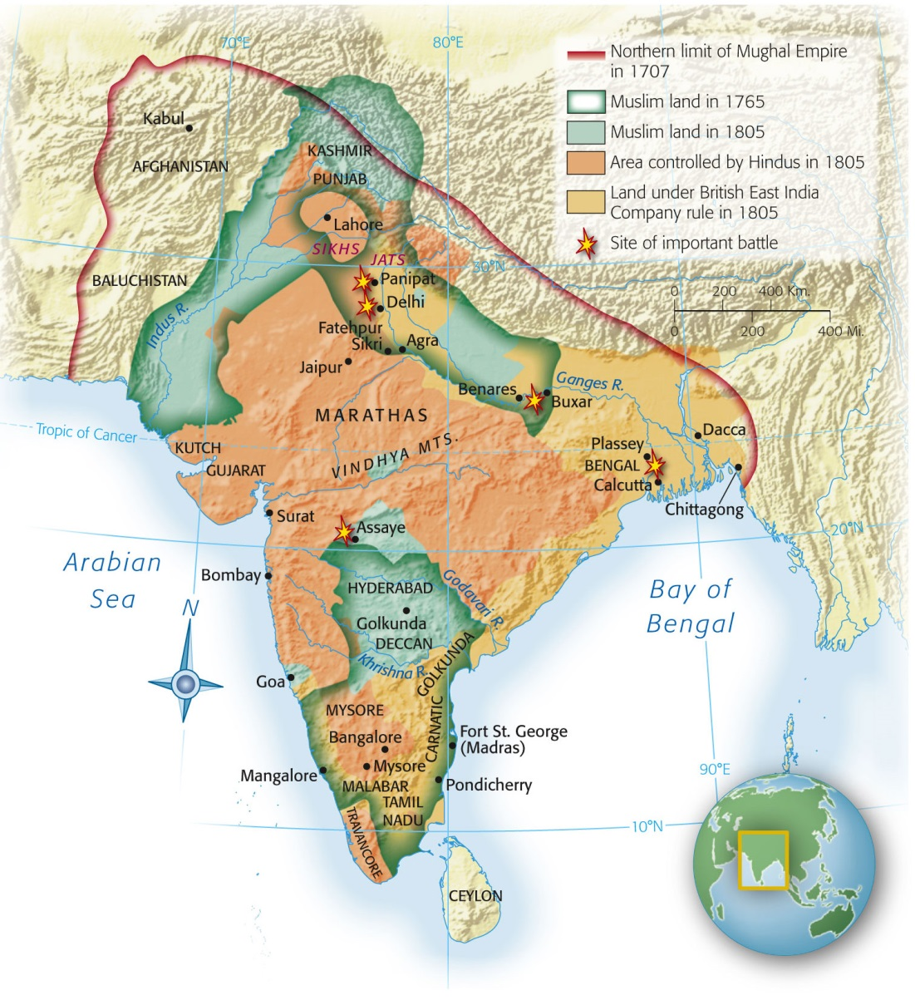 70°E
80°E
Northern limit of Mughal Empire
in 1707
Muslim land in 1765
Muslim land in 1805
Area controlled by Hindus in 1805
Land under British East India
Company rule in 1805
Site of important battle
Kabul
AFGHANISTAN
KASHMIR
PUNJAB
Lahore
SIKHS
JATS
30°N
BALUCHISTAN
Panipat
Delhi
0 200 400 Km.
0 200 400 Mi.
Indus R.
Fatehpur
Sikri
Agra
Jaipur
Benares
Ganges R.
Buxar
MARATHAS
Tropic of Cancer
VINDHYA MTS.
KUTCH
GUJARAT
Dacca
Plassey
BENGAL
Calcutta
Chittagong
Surat
Assaye
20°N
Arabian
Sea
Bombay
N
HYDERABAD
Godavari R.
Golkunda
DECCAN
Khrishna R.
GOLKUNDA
Bay of
Bengal
Goa
MYSORE
CARNATIC
Bangalore
Fort St. George
(Madras)
Mysore
Mangalore
MALABAR
Pondicherry
TAMIL
NADU
TRAVANCORE
90°E
10°N
CEYLON